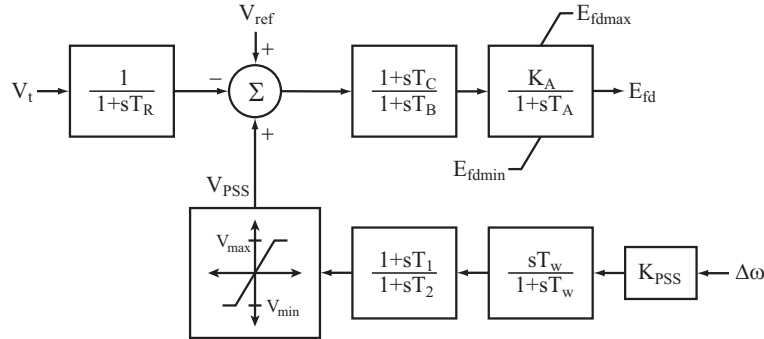 V_ref
E_fdmax
+
V_t
1
1+sT_R
−
Σ
1+sT_C
1+sT_B
K_A
1+sT_A
E_fd
+
E_fdmin
V_PSS
V_max
V_min
1+sT_1
1+sT_2
sT_w
1+sT_w
K_PSS
Δω